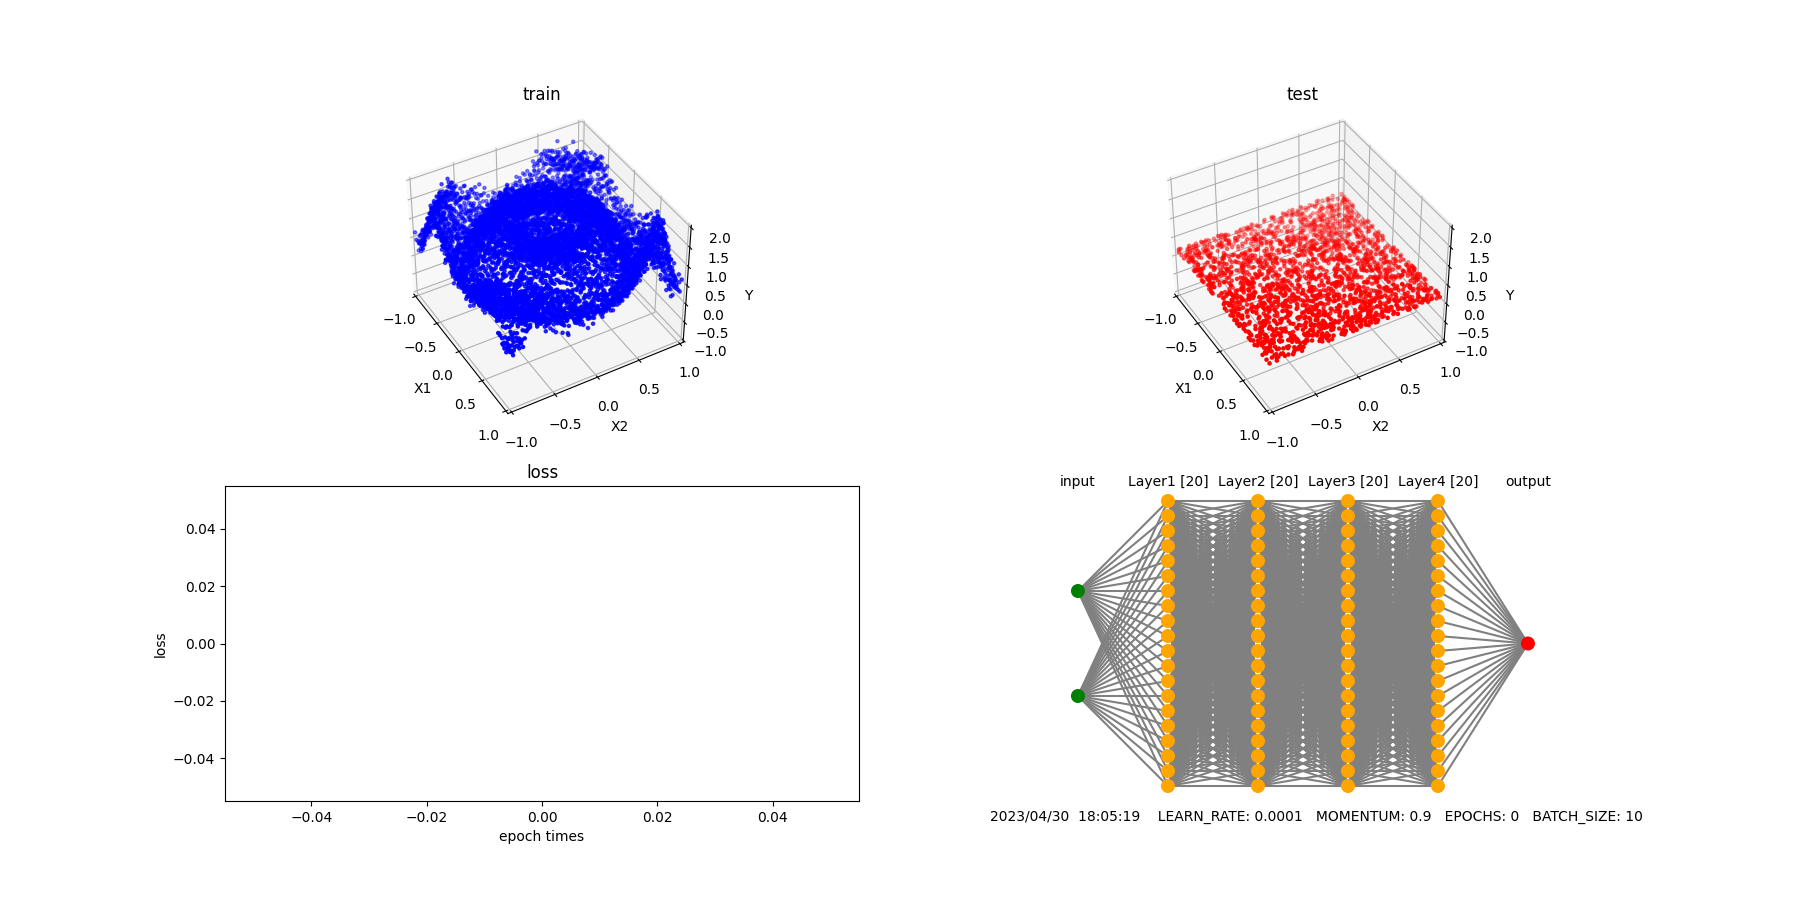 train
2.0
1.5
1.0
0.5
0.0
−0.5
−1.0
Y
−1.0
−0.5
0.0
0.5
1.0
X1
−1.0
−0.5
0.0
0.5
1.0
X2
test
2.0
1.5
1.0
0.5
0.0
−0.5
−1.0
Y
−1.0
−0.5
0.0
0.5
1.0
X1
−1.0
−0.5
0.0
0.5
1.0
X2
loss
0.04
0.02
0.00
−0.02
−0.04
loss
−0.04 −0.02 0.00 0.02 0.04
epoch times
input Layer1 [20] Layer2 [20] Layer3 [20] Layer4 [20] output
2023/04/30 18:05:19 LEARN_RATE: 0.0001 MOMENTUM: 0.9 EPOCHS: 0 BATCH_SIZE: 10